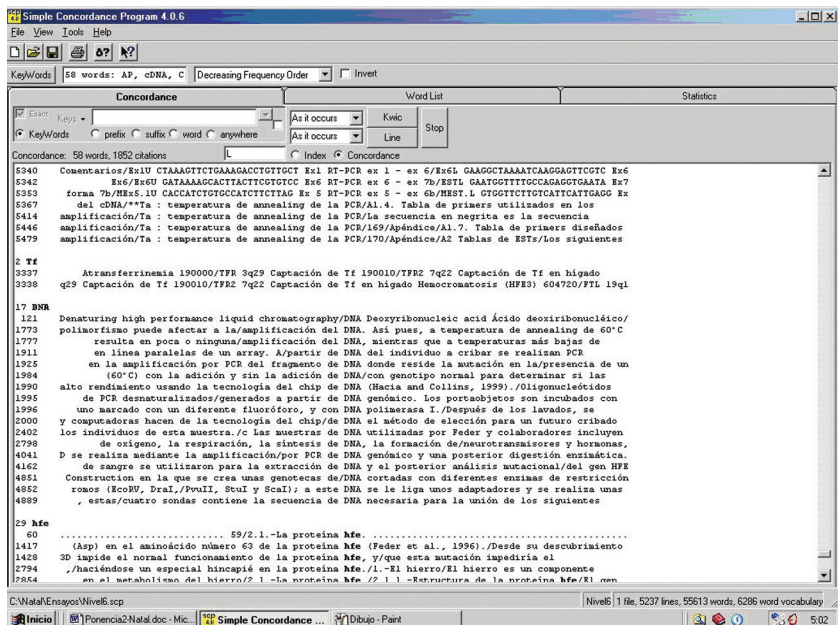 Simple Concordance Program 4.0.6
File View Tools Help
KeyWords 58 words: AP, cDNA, C Decreasing Frequency Order Invert
Concordance Word List Statistics
Exact Keys As it occurs Kwic Stop
KeyWords prefix suffix word anywhere As it occurs Line
Concordance: 58 words, 1852 citations L Index Concordance
5340 Comentarios/Ex1U CTAAAGTTCTGAAAGACCTGTTGCT Ex1 RT-PCR ex 1 - ex 6/Ex6L GAAGGCTAAAATCAAGGAGTTCGTC Ex6
5342 Ex6/Ex6U GATAAAAGCACTTACTTCGTGTCC Ex6 RT-PCR ex 6 - ex 7b/ESTL GAATGGTTTTGCCAGAGGTGAATA Ex7
5353 forma 7b/MEx5.1U CACCATCTGTGCCATCTTCTTAG Ex 5 RT-PCR ex 5 - ex 6b/MEST.L GTGGTTCTTGTCATTCATTGAGG Ex
5367 del cDNA/**Ta : temperatura de annealing de la PCR/A1.4. Tabla de primers utilizados en los
5414 amplificación/Ta : temperatura de annealing de la PCR/La secuencia en negrita es la secuencia
5446 amplificación/Ta : temperatura de annealing de la PCR/169/Apéndice/A1.7. Tabla de primers diseñados
5479 amplificación/Ta : temperatura de annealing de la PCR/170/Apéndice/A2 Tablas de ESTs/Los siguientes
2 Tf
3337 Atransferrinemia 190000/TFR 3q29 Captación de Tf 190010/TFR2 7q22 Captación de Tf en hígado
3338 q29 Captación de Tf 190010/TFR2 7q22 Captación de Tf en hígado Hemocromatosis (HFE3) 604720/FTL 19q1
17 DNA
121 Denaturing high performance liquid chromatography/DNA Deoxyribonucleic acid Ácido deoxiribonucléico/
1773 polimorfismo puede afectar a la/amplificación del DNA. Así pues, a temperatura de annealing de 60°C
1777 resulta en poca o ninguna/amplificación del DNA, mientras que a temperaturas más bajas de
1911 en línea paralelas de un array. A/partir de DNA del individuo a cribar se realizan PCR
1925 en la amplificación por PCR del fragmento de DNA donde reside la mutación en la/presencia de un
1984 (60°C) con la adición y sin la adición de DNA/con genotipo normal para determinar si las
1990 alto rendimiento usando la tecnología del chip de DNA (Hacia and Collins, 1999)./Oligonucleótidos
1995 de PCR desnaturalizados/generados a partir de DNA genómico. Los portaobjetos son incubados con
1996 uno marcado con un diferente fluoróforo, y con DNA polimerasa I./Después de los lavados, se
2000 y computadoras hacen de la tecnología del chip/de DNA el método de elección para un futuro cribado
2402 los individuos de esta muestra./c Las muestras de DNA utilizadas por Feder y colaboradores incluyen
2798 de oxígeno, la respiración, la síntesis de DNA, la formación de/neurotransmisores y hormonas,
4041 D se realiza mediante la amplificación/por PCR de DNA genómico y una posterior digestión enzimática.
4162 de sangre se utilizaron para la extracción de DNA y el posterior análisis mutacional/del gen HFE
4851 Construction en la que se crea unas genotecas de/DNA cortadas con diferentes enzimas de restricción
4852 romos (EcoRV, DraI,/PvuII, StuI y ScaI); a este DNA se le liga unos adaptadores y se realiza unas
4889 , estas/cuatro sondas contiene la secuencia de DNA necesaria para la unión de los siguientes
29 hfe
60 .............................. 59/2.1.-La proteína hfe. ..............................................
1417 (Asp) en el aminoácido número 63 de la proteína hfe (Feder et al., 1996)./Desde su descubrimiento
1428 3D impide el normal funcionamiento de la proteína hfe, y/que esta mutación impediría el
2794 ,/haciéndose un especial hincapié en la proteína hfe./1.-El hierro/El hierro es un componente
2854 en el metabolismo del hierro/2.1.-La proteína hfe./2.1.1.-Estructura de la proteína hfe/El gen
C:\Natal\Ensayos\Nivel6.scp Nivel6 1 file, 5237 lines, 55613 words, 6286 word vocabulary
Inicio Ponencia2-Natal.doc - Mic... Simple Concordance ... Dibujo - Paint 5:02